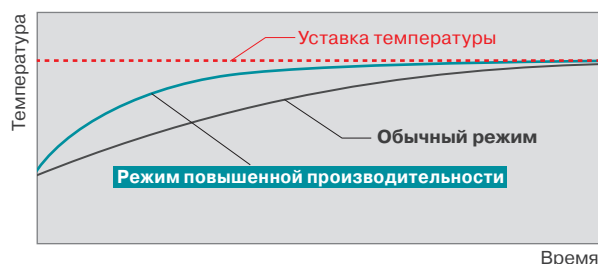 Температура
Уставка температуры
Обычный режим
Режим повышенной производительности
Время